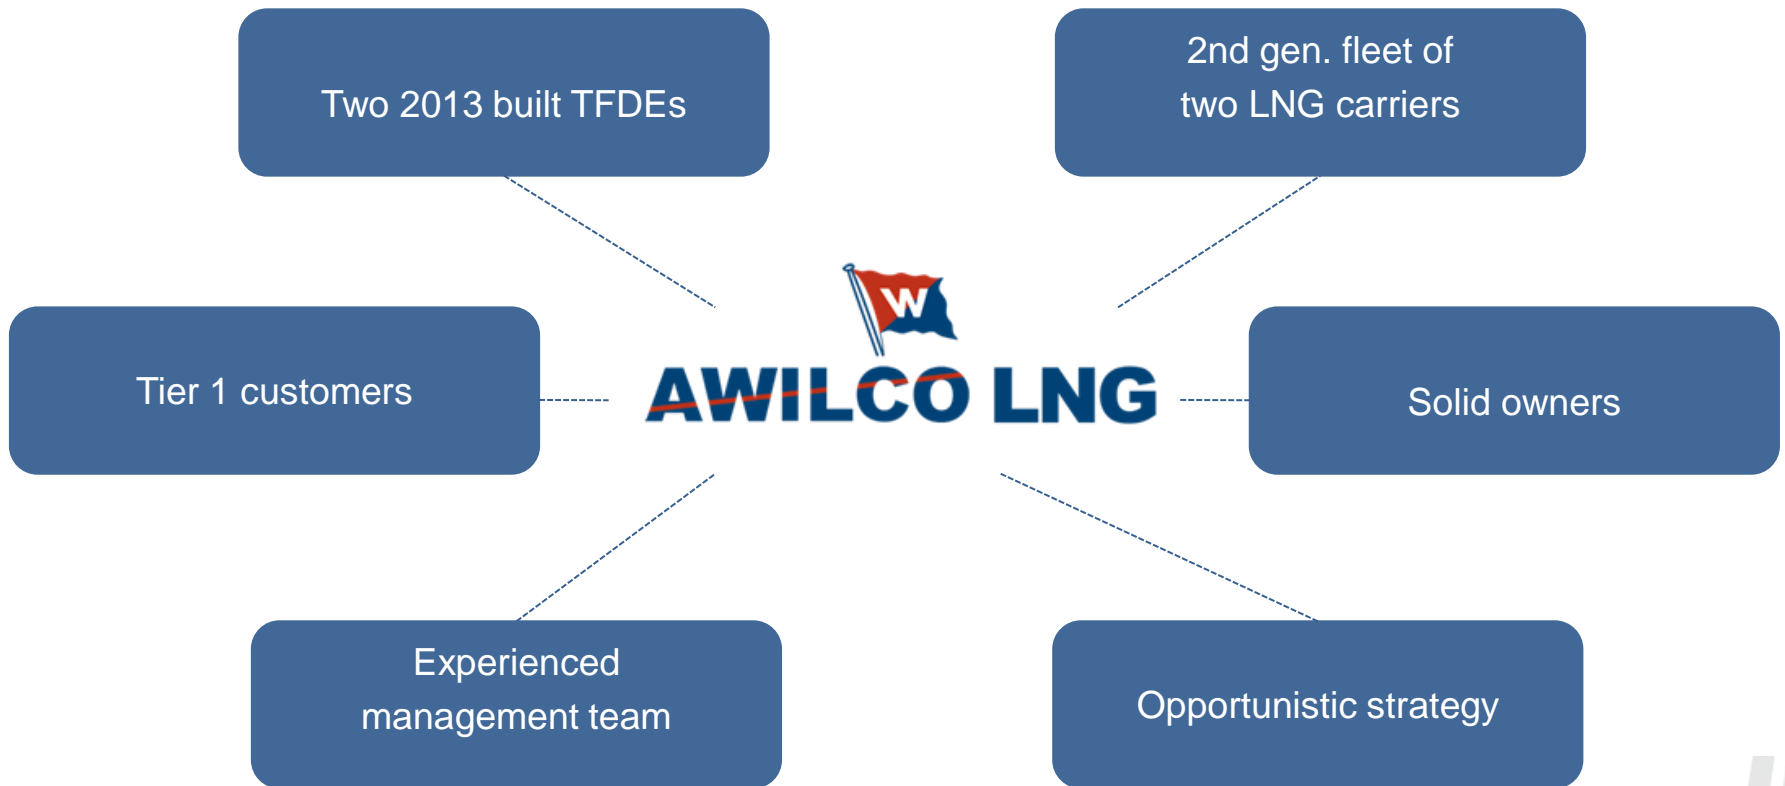 Two 2013 built TFDEs
2nd gen. fleet of
two LNG carriers
W
AWILCO LNG
Tier 1 customers
Solid owners
Experienced
management team
Opportunistic strategy